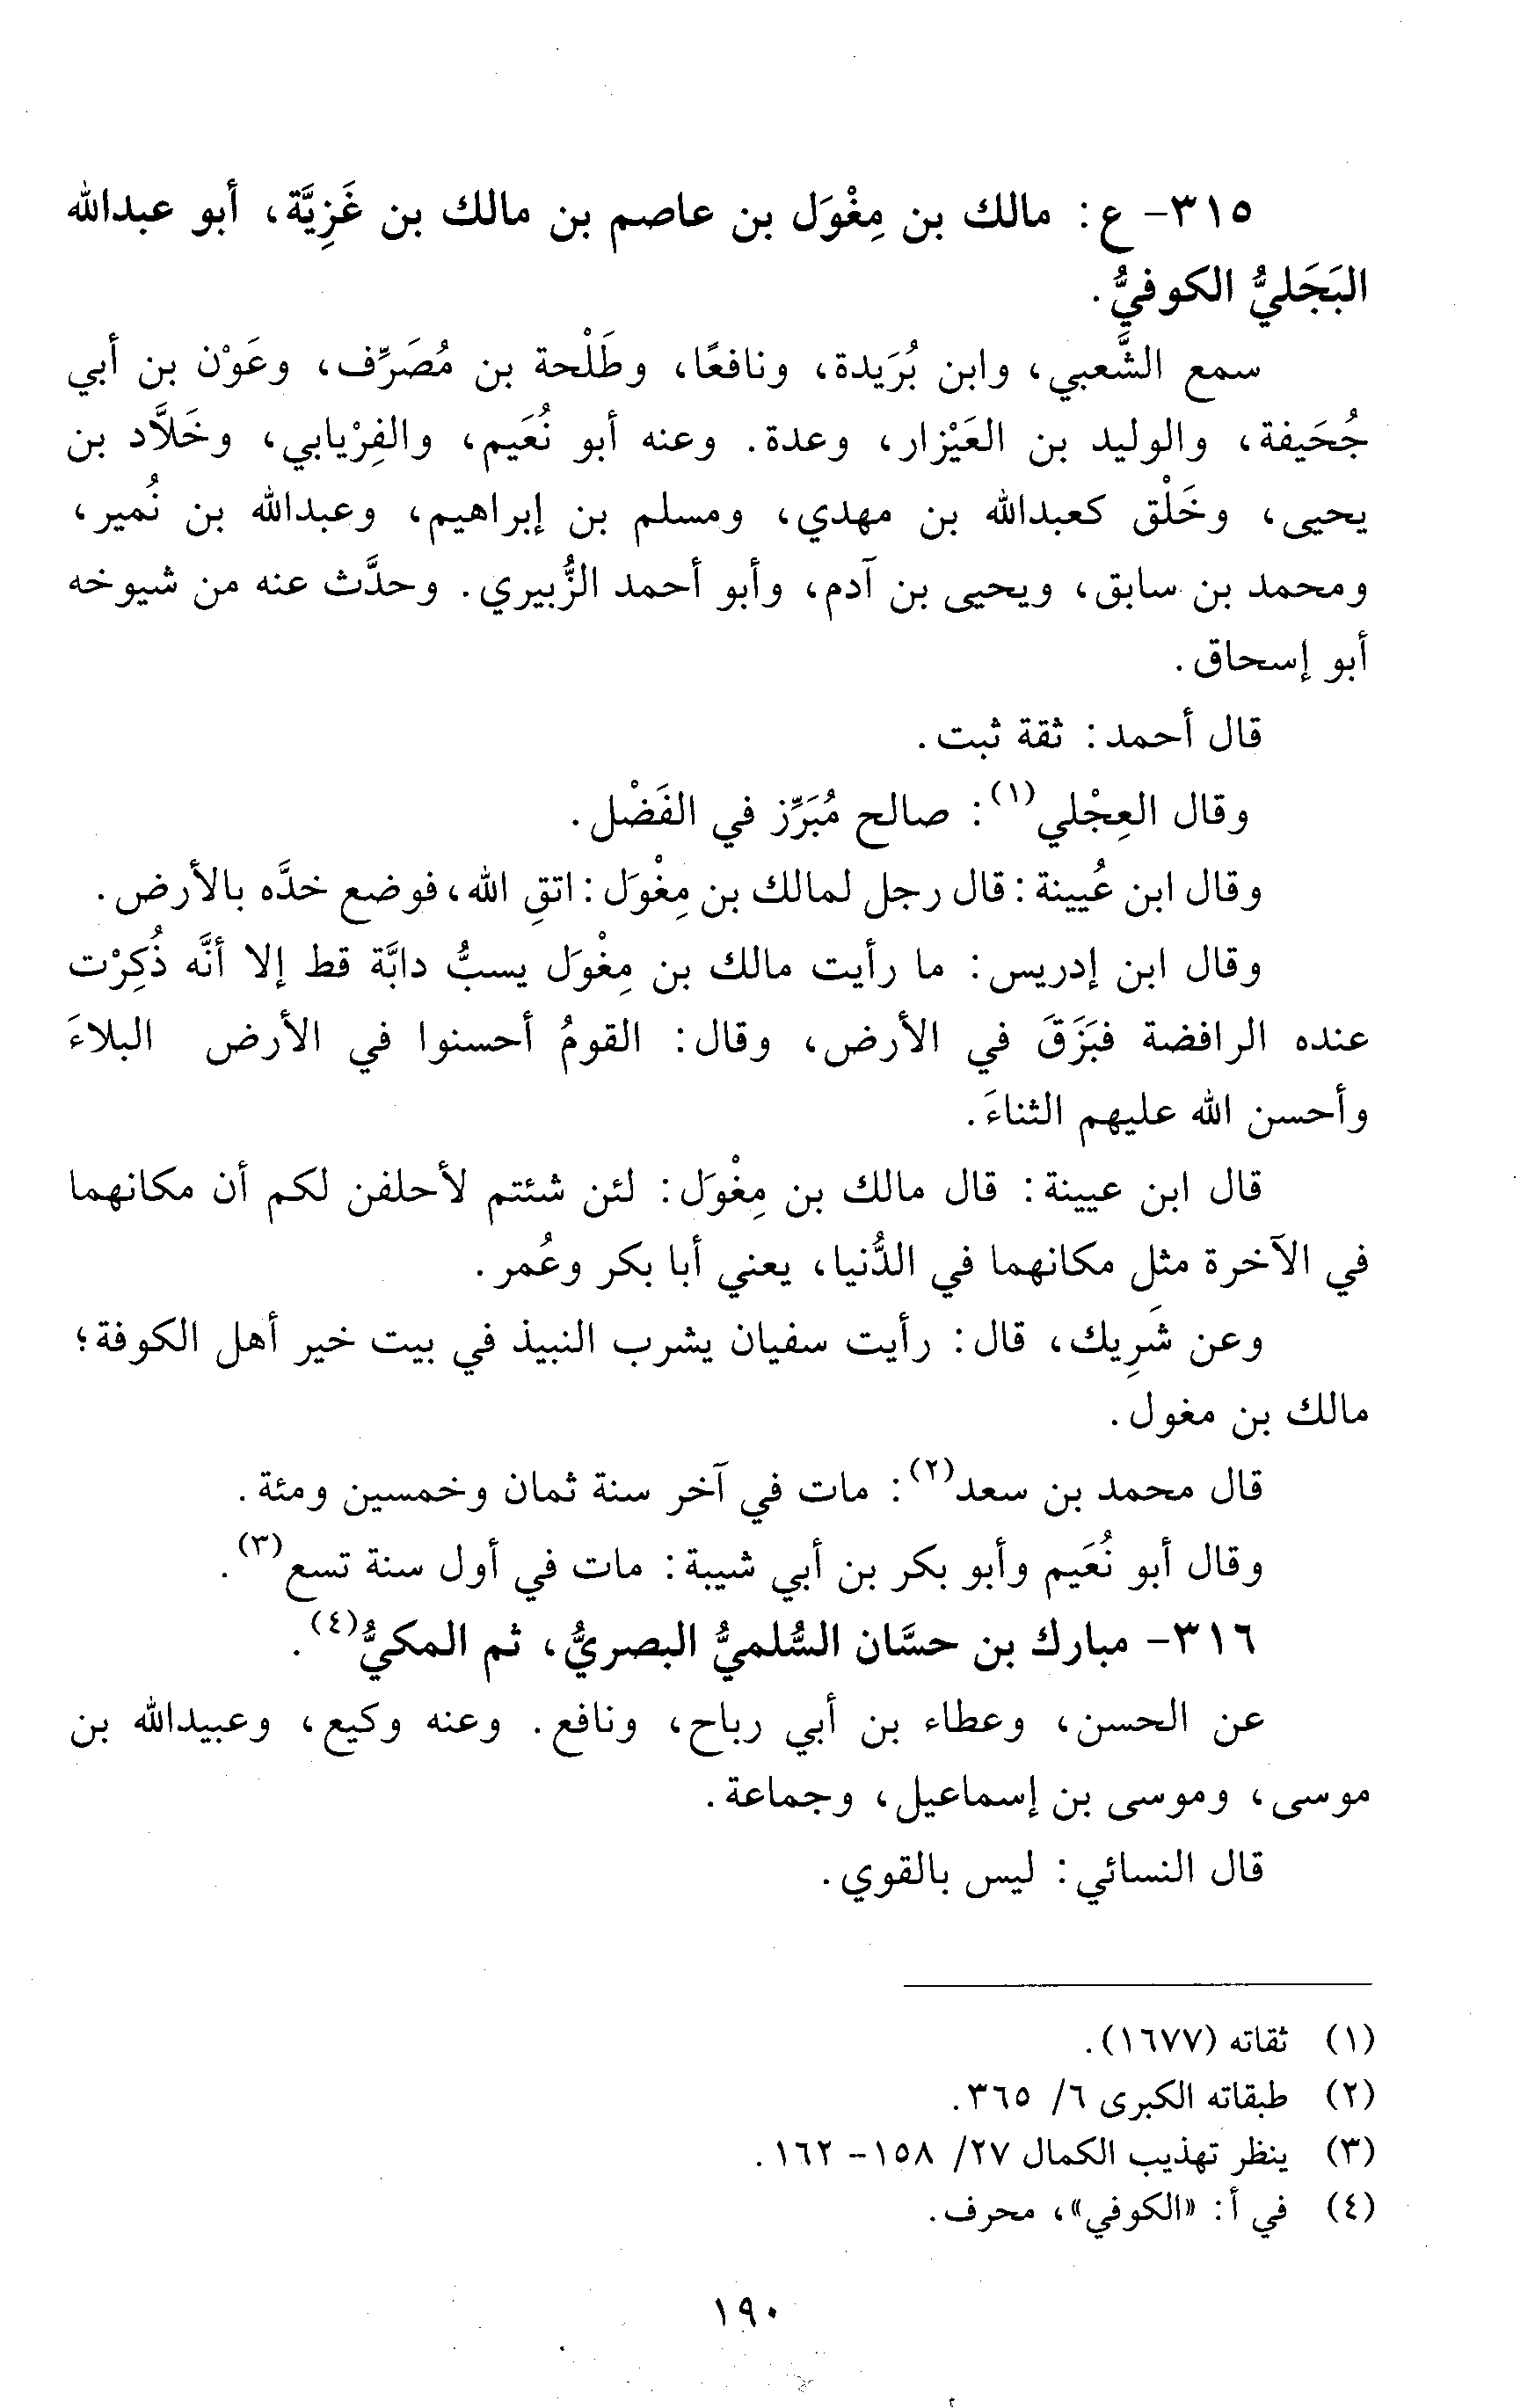 ٣١٥- ع: مالك بن مِغْوَل بن عاصم بن مالك بن غَزِيَّة، أبو عبدالله
البَجَليُّ الكوفيُّ.
سمع الشَّعبي، وابن بُرَيدة، ونافعًا، وطَلْحة بن مُصَرِّف، وعَوْن بن أبي
جُحَيفة، والوليد بن العَيْزار، وعدة. وعنه أبو نُعَيم، والفِرْيابي، وخَلاَّد بن
يحيى، وخَلْق كعبدالله بن مهدي، ومسلم بن إبراهيم، وعبدالله بن نُمير،
ومحمد بن سابق، ويحيى بن آدم، وأبو أحمد الزُّبيري. وحدَّث عنه من شيوخه
أبو إسحاق.
قال أحمد: ثقة ثبت.
وقال العِجْلي(١): صالح مُبَرِّز في الفَضْل.
وقال ابن عُيينة: قال رجل لمالك بن مِغْوَل: اتقِ الله، فوضع خدَّه بالأرض.
وقال ابن إدريس: ما رأيت مالك بن مِغْوَل يسبُّ دابَّة قط إلا أنَّه ذُكِرْت
عنده الرافضة فبَزَقَ في الأرض، وقال: القومُ أحسنوا في الأرض البلاءَ
وأحسن الله عليهم الثناءَ.
قال ابن عيينة: قال مالك بن مِغْوَل: لئن شئتم لأحلفن لكم أن مكانهما
في الآخرة مثل مكانهما في الدُّنيا، يعني أبا بكر وعُمر.
وعن شَرِيك، قال: رأيت سفيان يشرب النبيذ في بيت خير أهل الكوفة؛
مالك بن مغول.
قال محمد بن سعد(٢): مات في آخر سنة ثمان وخمسين ومئة.
وقال أبو نُعَيم وأبو بكر بن أبي شيبة: مات في أول سنة تسع(٣).
٣١٦- مبارك بن حسَّان السُّلميُّ البصريُّ، ثم المكيُّ(٤).
عن الحسن، وعطاء بن أبي رباح، ونافع. وعنه وكيع، وعبيدالله بن
موسى، وموسى بن إسماعيل، وجماعة.
قال النسائي: ليس بالقوي.
(١) ثقاته (١٦٧٧).
(٢) طبقاته الكبرى ٦/ ٣٦٥.
(٣) ينظر تهذيب الكمال ٢٧/ ١٥٨- ١٦٢.
(٤) في أ: «الكوفي»، محرف.
١٩٠